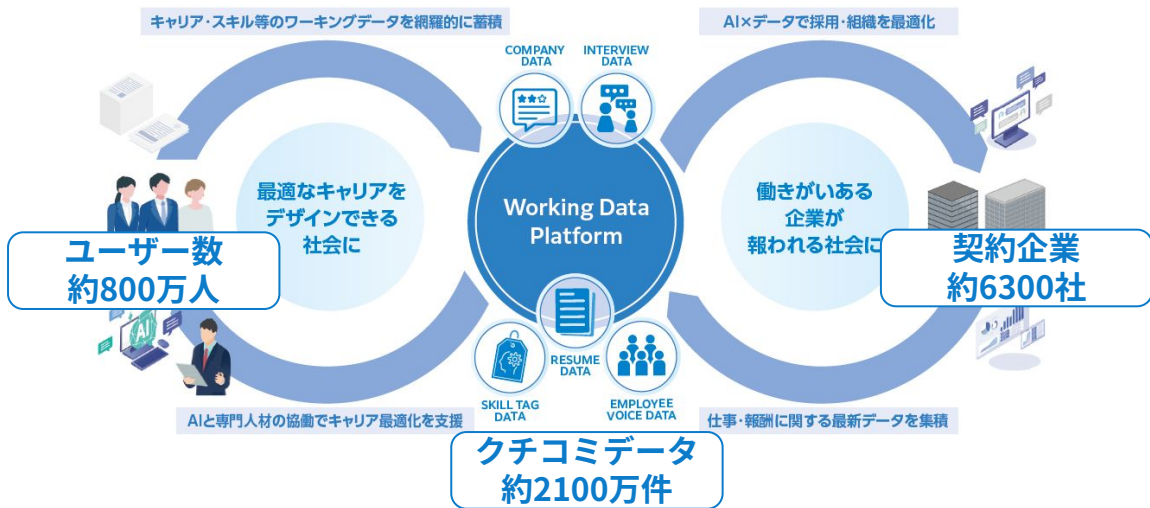 キャリア・スキル等のワーキングデータを網羅的に蓄積
AI×データで採用・組織を最適化
COMPANY
DATA
INTERVIEW
DATA
最適なキャリアを
デザインできる
社会に
Working Data
Platform
働きがいある
企業が
報われる社会に
ユーザー数
約800万人
契約企業
約6300社
AI
RESUME
DATA
SKILL TAG
DATA
EMPLOYEE
VOICE DATA
AIと専門人材の協働でキャリア最適化を支援
仕事・報酬に関する最新データを集積
クチコミデータ
約2100万件